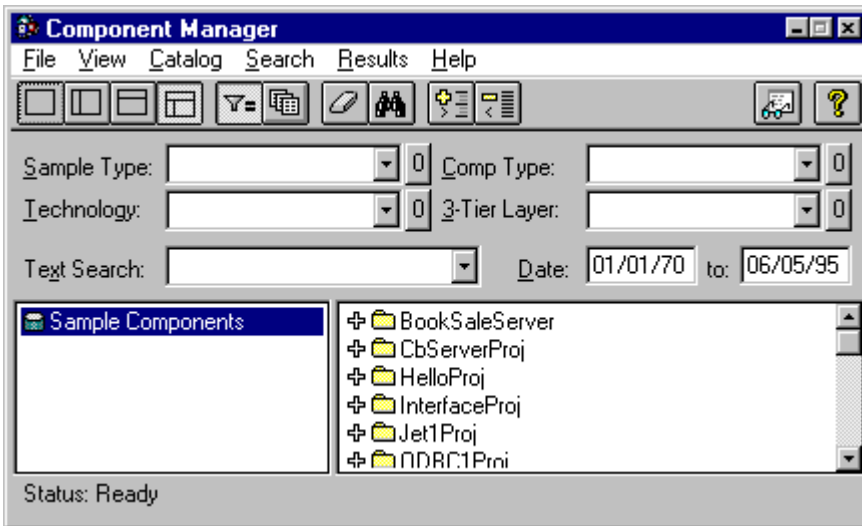 Component Manager
File View Catalog Search Results Help
Sample Type: 0 Comp Type: 0
Technology: 0 3-Tier Layer: 0
Text Search: Date: 01/01/70 to: 06/05/95
Sample Components
BookSaleServer
CbServerProj
HelloProj
InterfaceProj
Jet1Proj
ODBC1Proj
Status: Ready